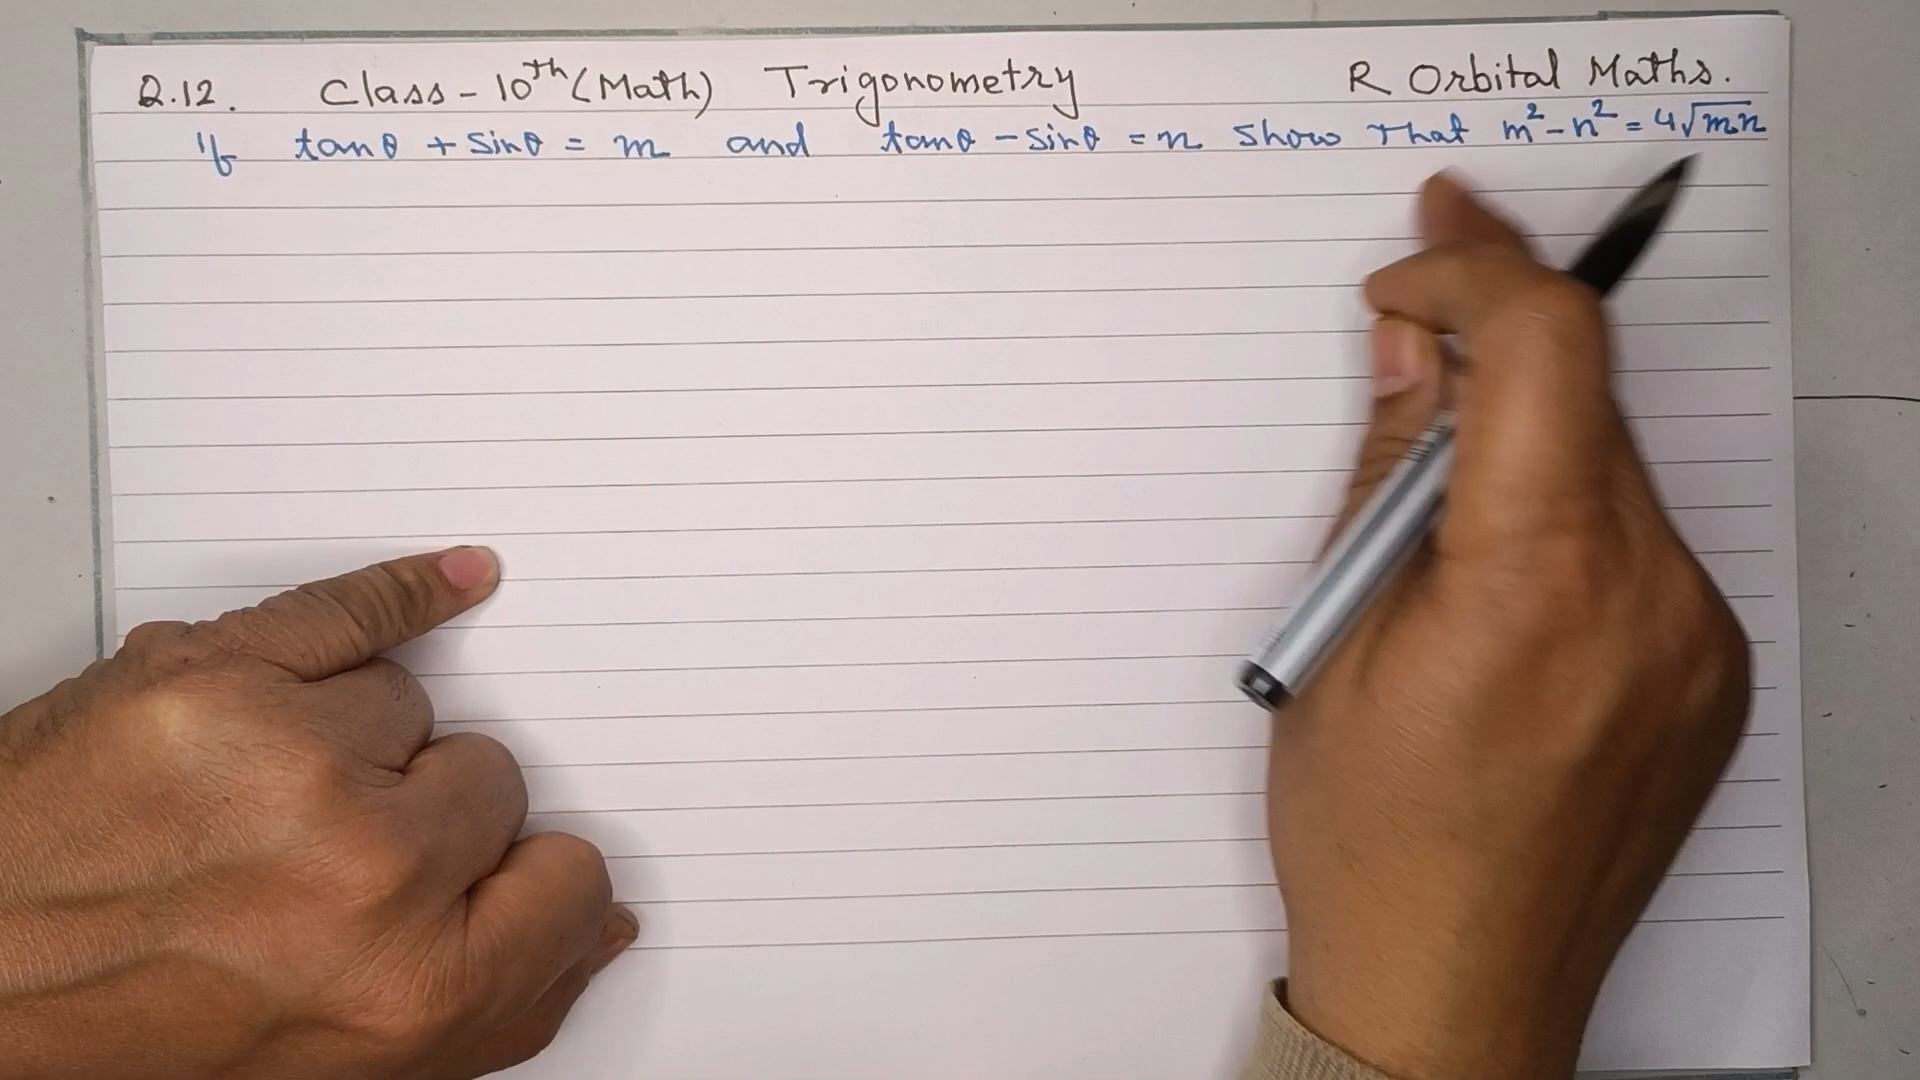 Q.12. Class - 10th (Math) Trigonometry R Orbital Maths.
If tanθ + sinθ = m and tanθ - sinθ = n show that m² - n² = 4√mn